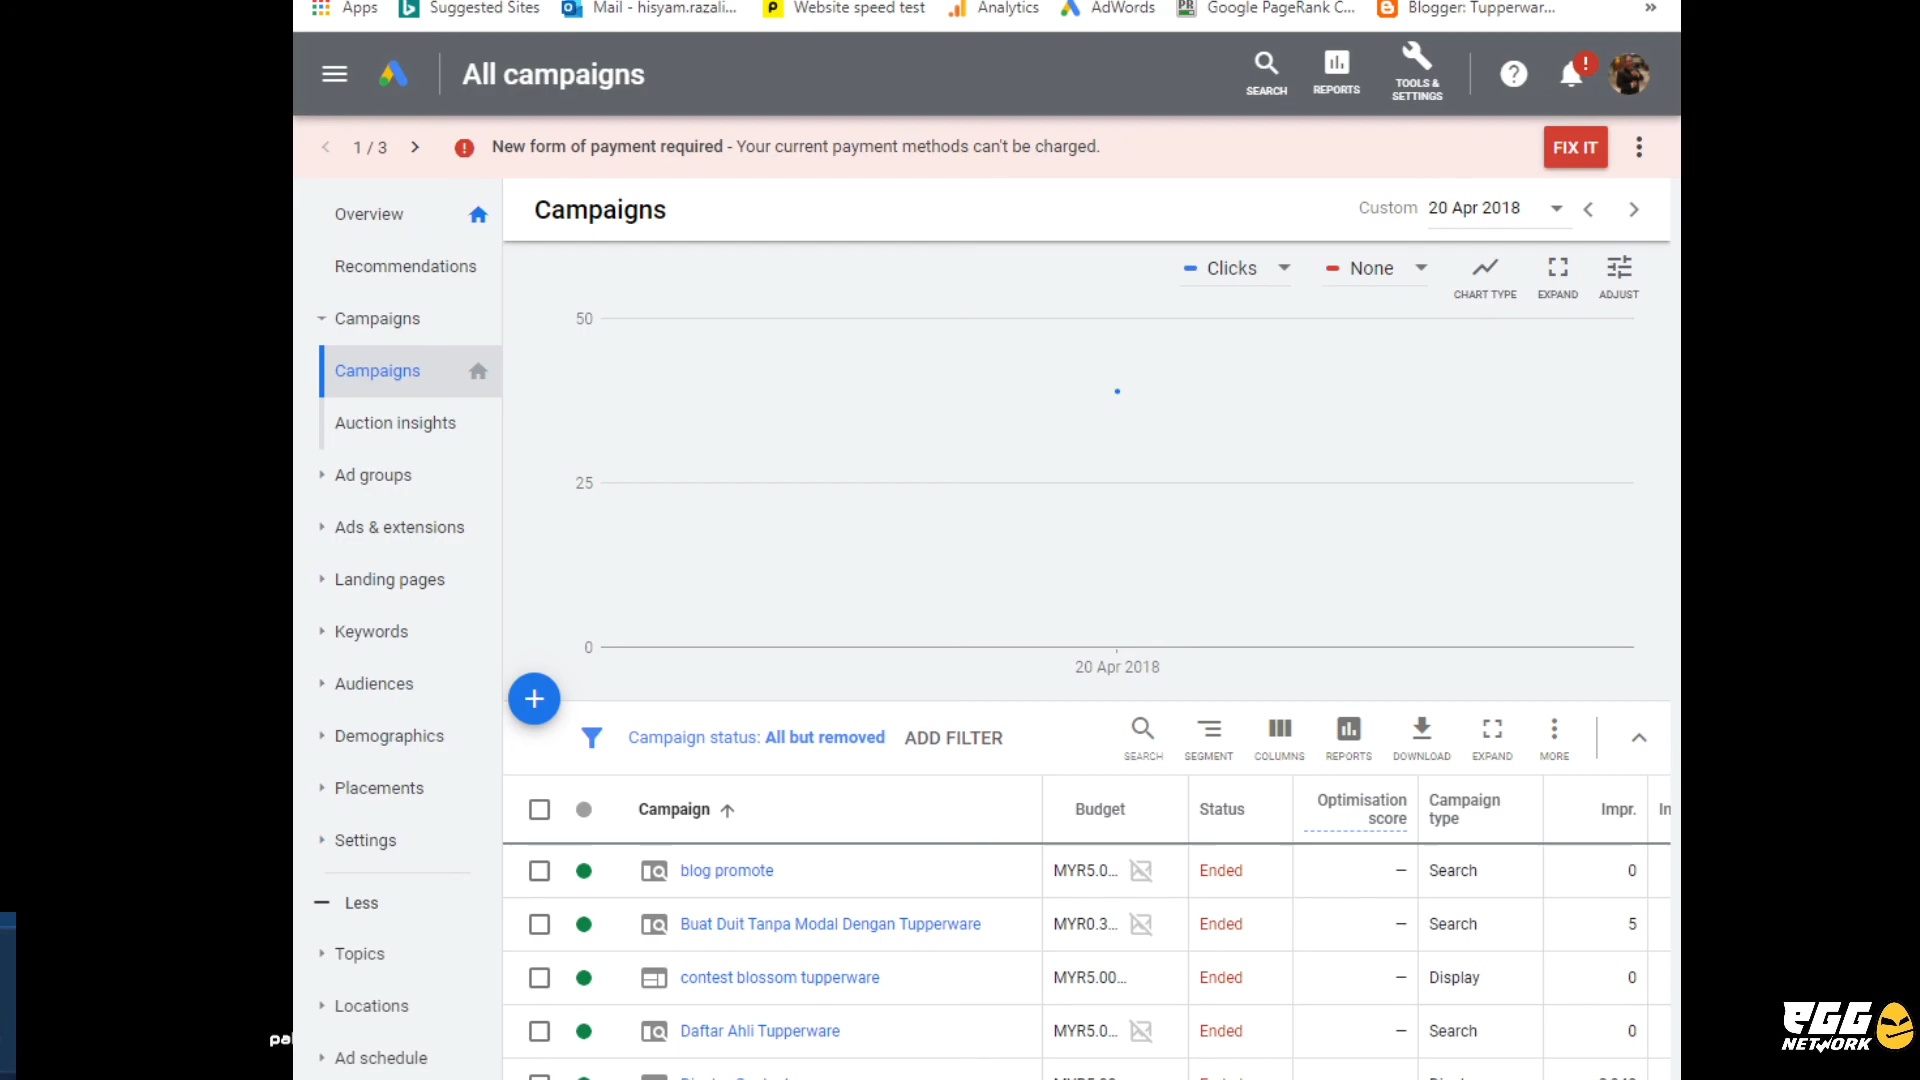 Apps Suggested Sites Mail - hisyam.razali... Website speed test Analytics AdWords Google PageRank C... Blogger: Tupperwar... »
All campaigns
SEARCH REPORTS TOOLS & SETTINGS
1 / 3 New form of payment required - Your current payment methods can't be charged. FIX IT
Overview
Recommendations
Campaigns
Campaigns
Auction insights
Ad groups
Ads & extensions
Landing pages
Keywords
Audiences
Demographics
Placements
Settings
Less
Topics
Locations
Ad schedule
Campaigns Custom 20 Apr 2018
Clicks None CHART TYPE EXPAND ADJUST
50
25
0
20 Apr 2018
Campaign status: All but removed ADD FILTER SEARCH SEGMENT COLUMNS REPORTS DOWNLOAD EXPAND MORE
Campaign Budget Status Optimisation score Campaign type Impr. In
blog promote MYR5.0... Ended – Search 0
Buat Duit Tanpa Modal Dengan Tupperware MYR0.3... Ended – Search 5
contest blossom tupperware MYR5.00... Ended – Display 0
Daftar Ahli Tupperware MYR5.0... Ended – Search 0
EGG
NETWORK